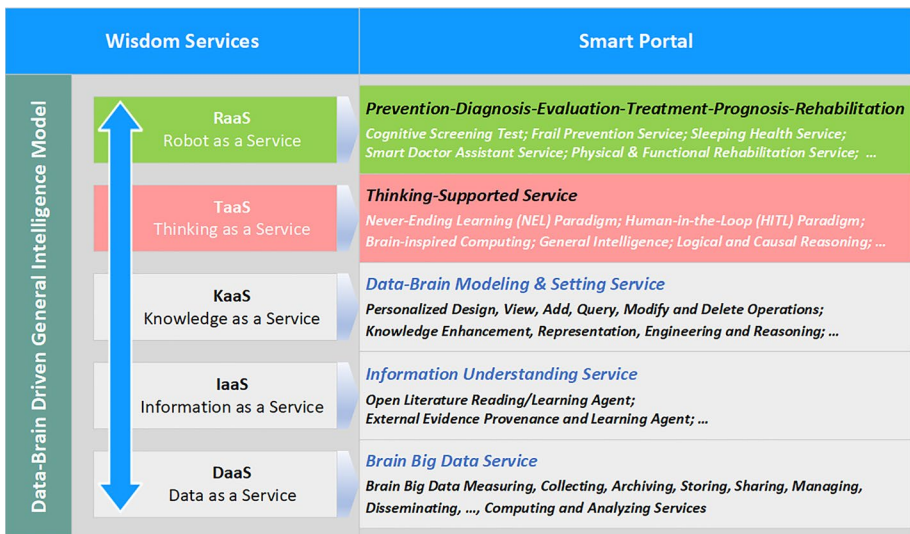 Wisdom Services
Smart Portal
Data-Brain Driven General Intelligence Model
RaaS
Robot as a Service
Prevention-Diagnosis-Evaluation-Treatment-Prognosis-Rehabilitation
Cognitive Screening Test; Frail Prevention Service; Sleeping Health Service;
Smart Doctor Assistant Service; Physical & Functional Rehabilitation Service; ...
TaaS
Thinking as a Service
Thinking-Supported Service
Never-Ending Learning (NEL) Paradigm; Human-in-the-Loop (HITL) Paradigm;
Brain-inspired Computing; General Intelligence; Logical and Causal Reasoning; ...
KaaS
Knowledge as a Service
Data-Brain Modeling & Setting Service
Personalized Design, View, Add, Query, Modify and Delete Operations;
Knowledge Enhancement, Representation, Engineering and Reasoning; ...
IaaS
Information as a Service
Information Understanding Service
Open Literature Reading/Learning Agent;
External Evidence Provenance and Learning Agent; ...
DaaS
Data as a Service
Brain Big Data Service
Brain Big Data Measuring, Collecting, Archiving, Storing, Sharing, Managing,
Disseminating, ..., Computing and Analyzing Services